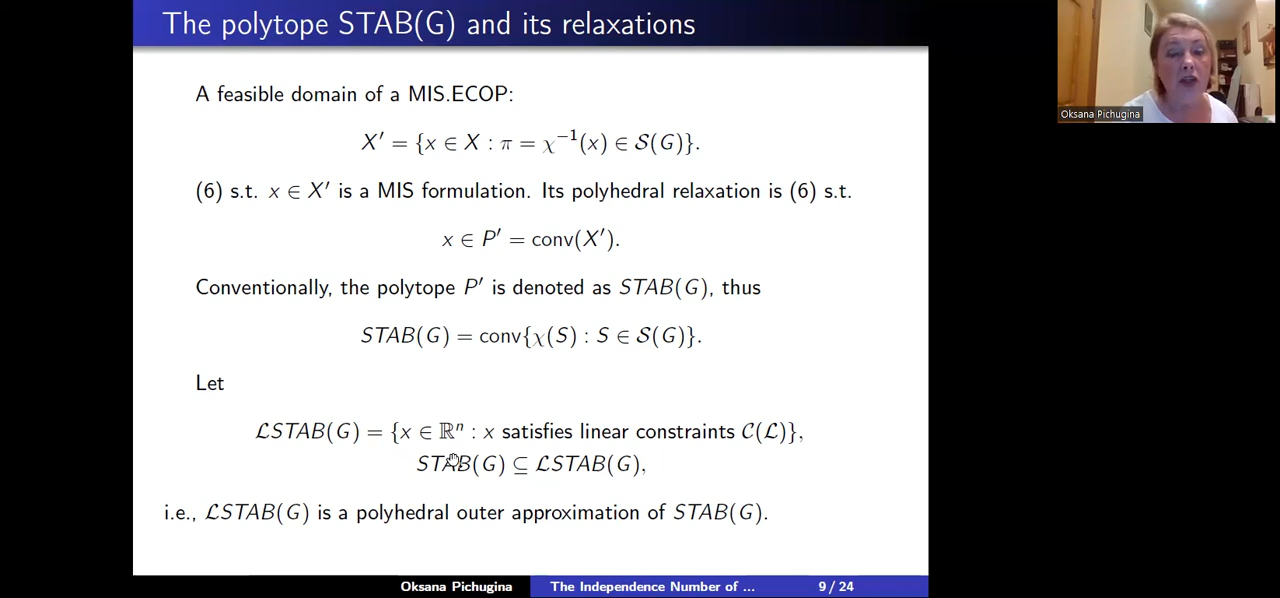 The polytope STAB(G) and its relaxations
A feasible domain of a MIS.ECOP:
X′ = {x ∈ X : π = χ⁻¹(x) ∈ 𝒮(G)}.
(6) s.t. x ∈ X′ is a MIS formulation. Its polyhedral relaxation is (6) s.t.
x ∈ P′ = conv(X′).
Conventionally, the polytope P′ is denoted as STAB(G), thus
STAB(G) = conv{χ(S) : S ∈ 𝒮(G)}.
Let
ℒSTAB(G) = {x ∈ ℝⁿ : x satisfies linear constraints 𝒞(ℒ)},
STAB(G) ⊆ ℒSTAB(G),
i.e., ℒSTAB(G) is a polyhedral outer approximation of STAB(G).
Oksana Pichugina The Independence Number of ... 9 / 24
Oksana Pichugina